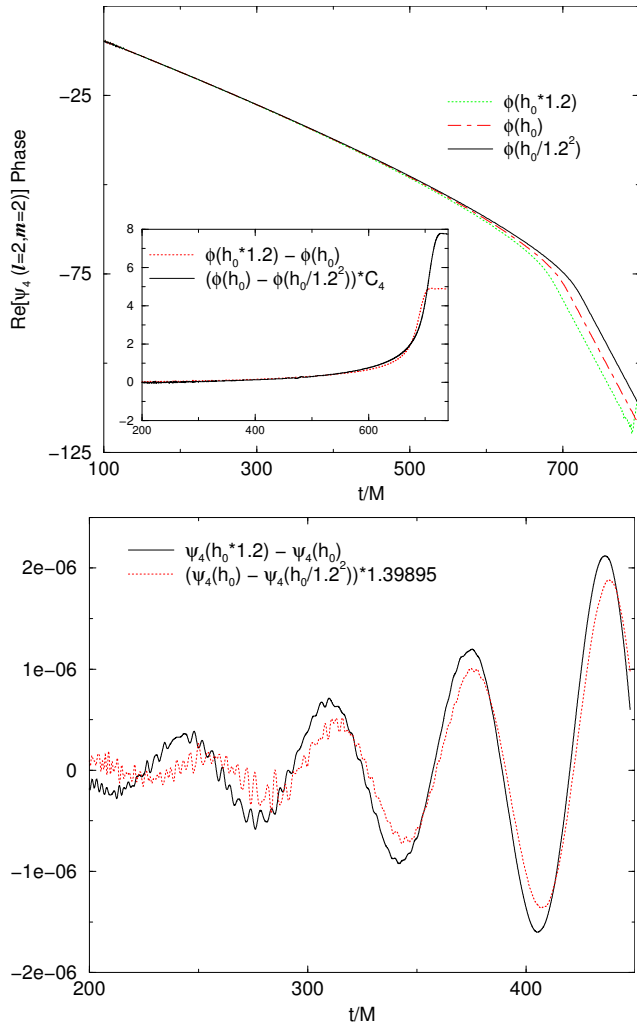 −25
−75
−125
Re[ψ₄ (l=2,m=2)] Phase
φ(h₀*1.2)
φ(h₀)
φ(h₀/1.2²)
8
6
4
2
0
−2
φ(h₀*1.2) − φ(h₀)
(φ(h₀) − φ(h₀/1.2²))*C₄
200 400 600
100 300 500 700
t/M
2e−06
1e−06
0
−1e−06
−2e−06
ψ₄(h₀*1.2) − ψ₄(h₀)
(ψ₄(h₀) − ψ₄(h₀/1.2²))*1.39895
200 300 400
t/M